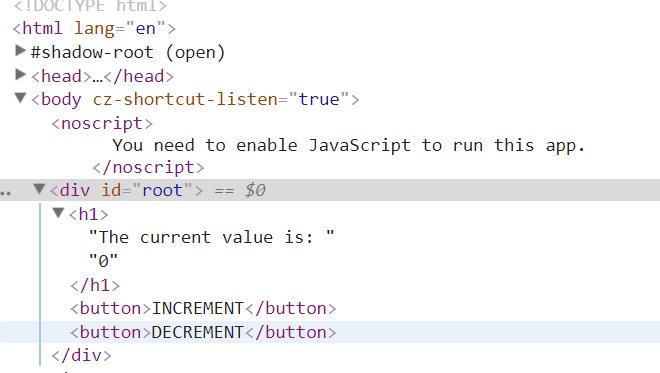 <!DOCTYPE html>
<html lang="en">
▶#shadow-root (open)
▶<head>…</head>
▼<body cz-shortcut-listen="true">
<noscript>
You need to enable JavaScript to run this app.
</noscript>
..▼<div id="root"> == $0
▼<h1>
"The current value is: "
"0"
</h1>
<button>INCREMENT</button>
<button>DECREMENT</button>
</div>